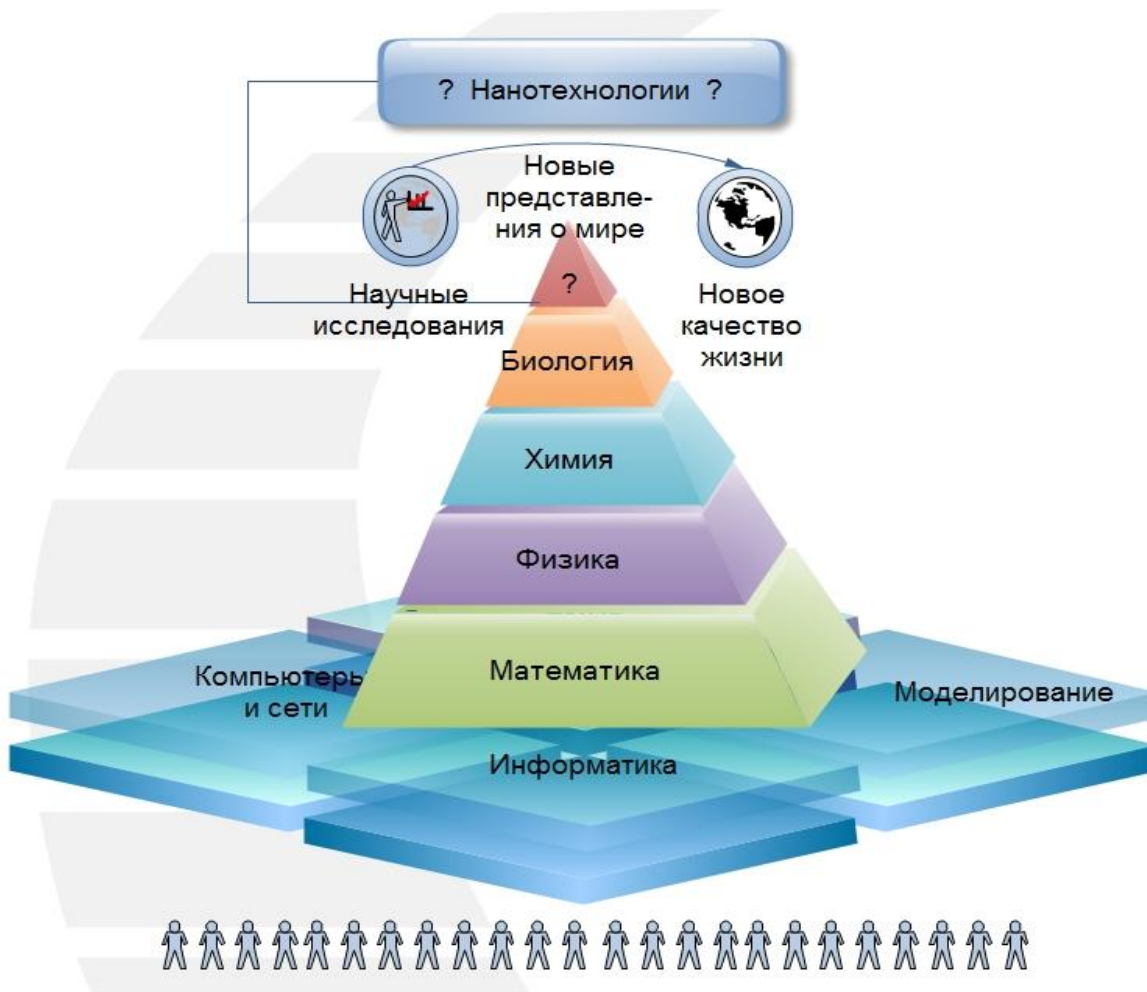 ? Нанотехнологии ?
Новые
представле-
ния о мире
Научные
исследования
Новое
качество
жизни
?
Биология
Химия
Физика
Математика
Компьютеры
и сети
Моделирование
Информатика